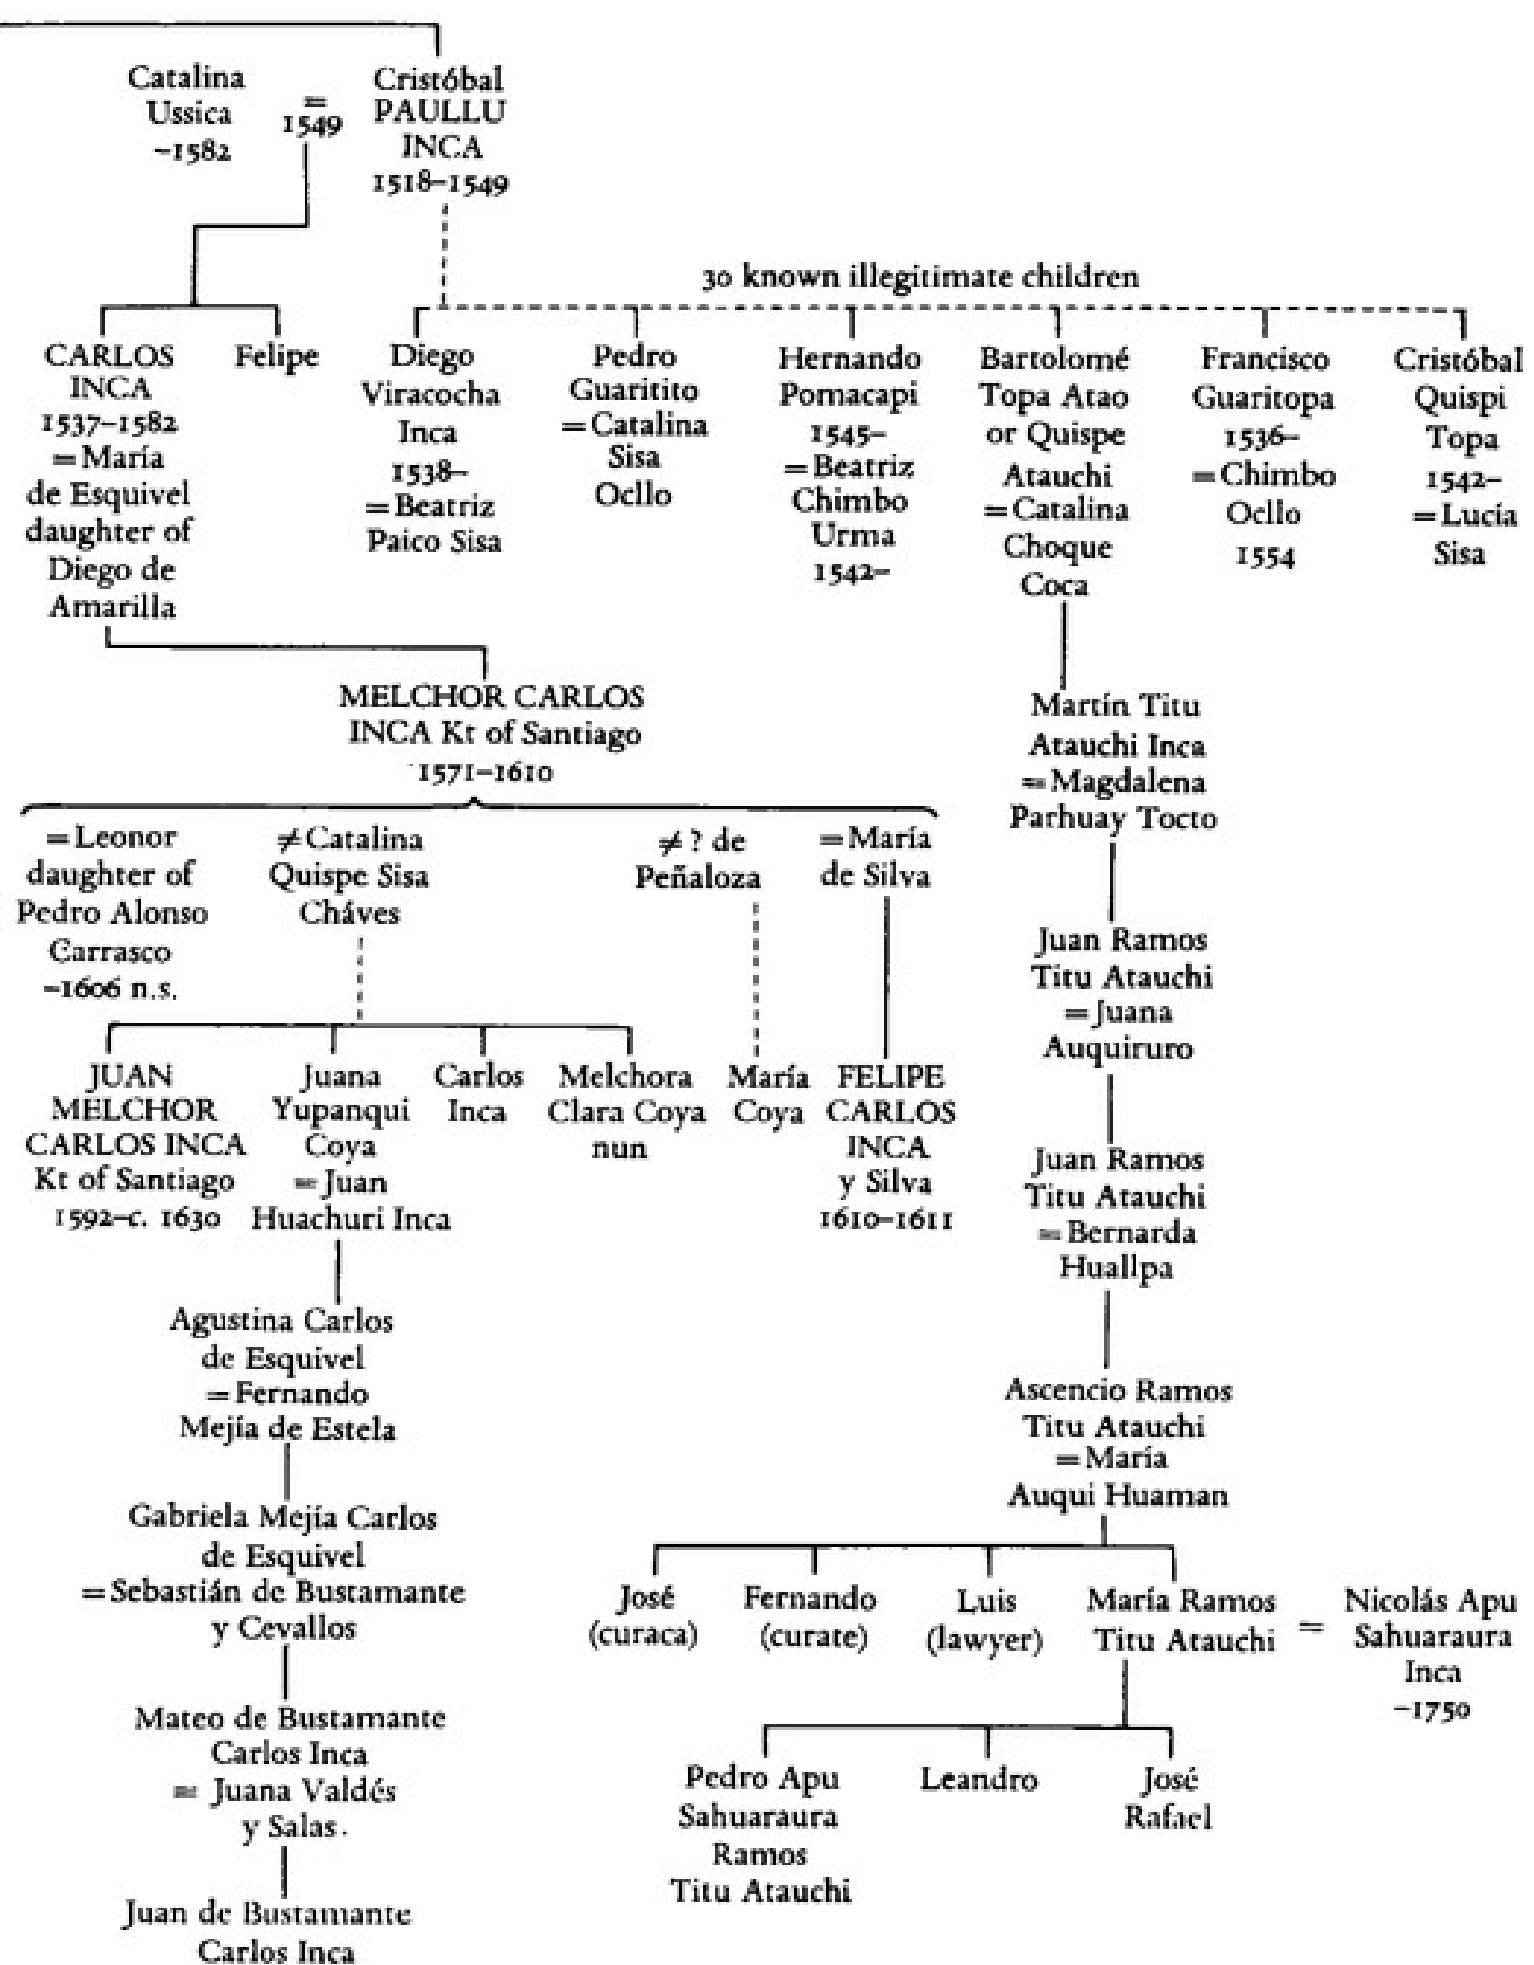 Catalina
Ussica
–1582
=
1549
Cristóbal
PAULLU
INCA
1518–1549
30 known illegitimate children
CARLOS
INCA
1537–1582
=María
de Esquivel
daughter of
Diego de
Amarilla
Felipe
Diego
Viracocha
Inca
1538–
=Beatriz
Paico Sisa
Pedro
Guaritito
=Catalina
Sisa
Ocllo
Hernando
Pomacapi
1545–
=Beatriz
Chimbo
Urma
1542–
Bartolomé
Topa Atao
or Quispe
Atauchi
=Catalina
Choque
Coca
Francisco
Guaritopa
1536–
=Chimbo
Ocllo
1554
Cristóbal
Quispi
Topa
1542–
=Lucía
Sisa
MELCHOR CARLOS
INCA Kt of Santiago
1571–1610
=Leonor
daughter of
Pedro Alonso
Carrasco
–1606 n.s.
≠Catalina
Quispe Sisa
Cháves
≠? de
Peñaloza
=María
de Silva
JUAN
MELCHOR
CARLOS INCA
Kt of Santiago
1592–c. 1630
Juana
Yupanqui
Coya
=Juan
Huachuri Inca
Carlos
Inca
Melchora
Clara Coya
nun
María
Coya
FELIPE
CARLOS
INCA
y Silva
1610–1611
Agustina Carlos
de Esquivel
=Fernando
Mejía de Estela
Gabriela Mejía Carlos
de Esquivel
=Sebastián de Bustamante
y Cevallos
Mateo de Bustamante
Carlos Inca
= Juana Valdés
y Salas.
Juan de Bustamante
Carlos Inca
Martín Titu
Atauchi Inca
=Magdalena
Parhuay Tocto
Juan Ramos
Titu Atauchi
=Juana
Auquiruro
Juan Ramos
Titu Atauchi
=Bernarda
Huallpa
Ascencio Ramos
Titu Atauchi
=María
Auqui Huaman
José
(curaca)
Fernando
(curate)
Luis
(lawyer)
María Ramos
Titu Atauchi
=
Nicolás Apu
Sahuaraura
Inca
–1750
Pedro Apu
Sahuaraura
Ramos
Titu Atauchi
Leandro
José
Rafael